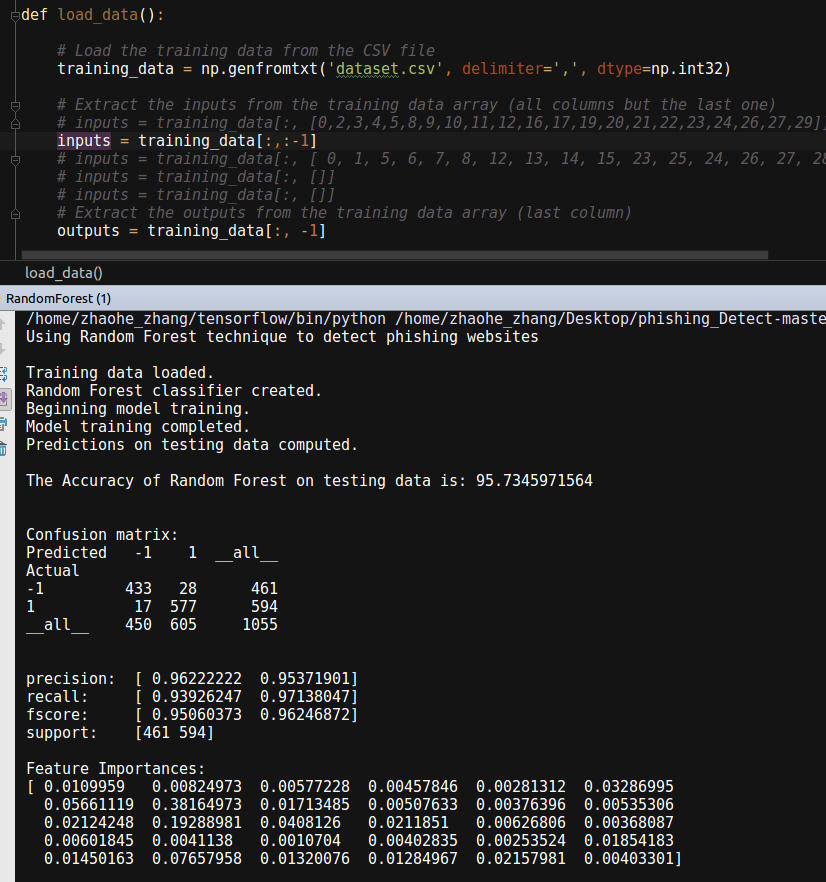 def load_data():
# Load the training data from the CSV file
training_data = np.genfromtxt('dataset.csv', delimiter=',', dtype=np.int32)
# Extract the inputs from the training data array (all columns but the last one)
# inputs = training_data[:, [0,2,3,4,5,8,9,10,11,12,16,17,19,20,21,22,23,24,26,27,29]]
inputs = training_data[:,:-1]
# inputs = training_data[:, [ 0, 1, 5, 6, 7, 8, 12, 13, 14, 15, 23, 25, 24, 26, 27, 28
# inputs = training_data[:, []]
# inputs = training_data[:, []]
# Extract the outputs from the training data array (last column)
outputs = training_data[:, -1]
load_data()
RandomForest (1)
/home/zhaohe_zhang/tensorflow/bin/python /home/zhaohe_zhang/Desktop/phishing_Detect-maste
Using Random Forest technique to detect phishing websites
Training data loaded.
Random Forest classifier created.
Beginning model training.
Model training completed.
Predictions on testing data computed.
The Accuracy of Random Forest on testing data is: 95.7345971564
Confusion matrix:
Predicted -1 1 __all__
Actual
-1 433 28 461
1 17 577 594
__all__ 450 605 1055
precision: [ 0.96222222 0.95371901]
recall: [ 0.93926247 0.97138047]
fscore: [ 0.95060373 0.96246872]
support: [461 594]
Feature Importances:
[ 0.0109959 0.00824973 0.00577228 0.00457846 0.00281312 0.03286995
0.05661119 0.38164973 0.01713485 0.00507633 0.00376396 0.00535306
0.02124248 0.19288981 0.0408126 0.0211851 0.00626806 0.00368087
0.00601845 0.0041138 0.0010704 0.00402835 0.00253524 0.01854183
0.01450163 0.07657958 0.01320076 0.01284967 0.02157981 0.00403301]